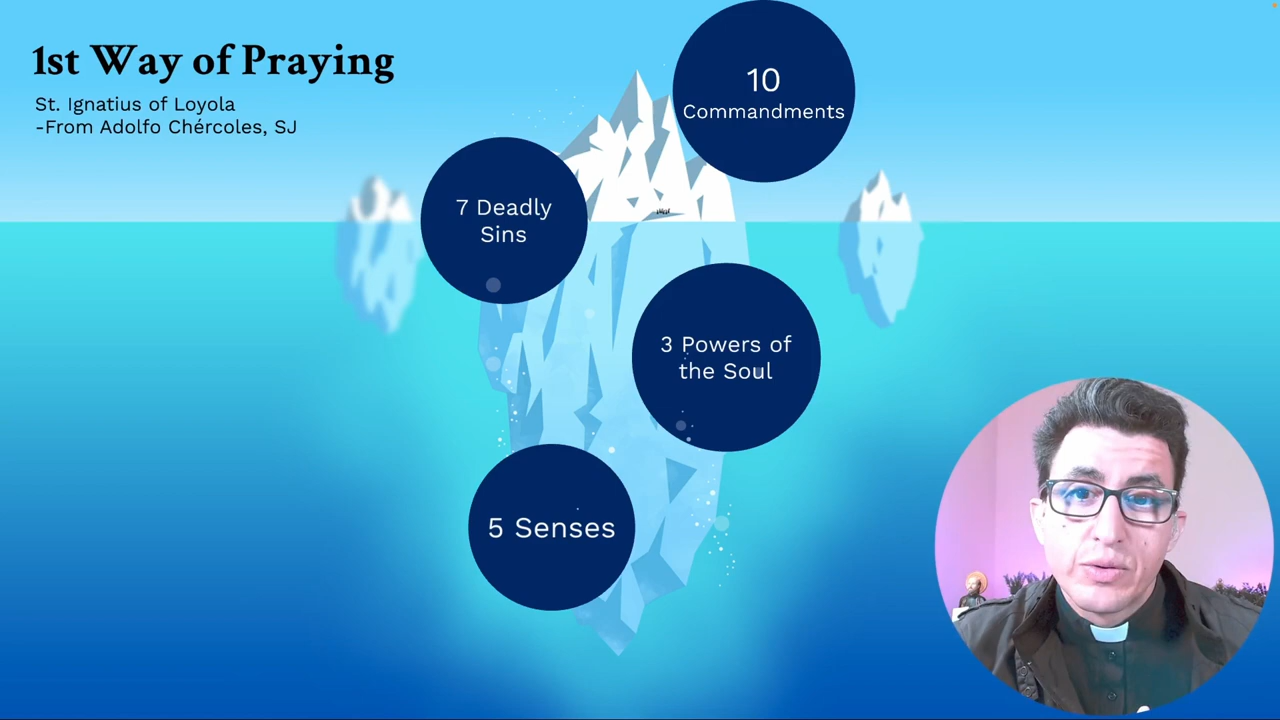 1st Way of Praying
St. Ignatius of Loyola
-From Adolfo Chércoles, SJ
10
Commandments
7 Deadly
Sins
3 Powers of
the Soul
5 Senses